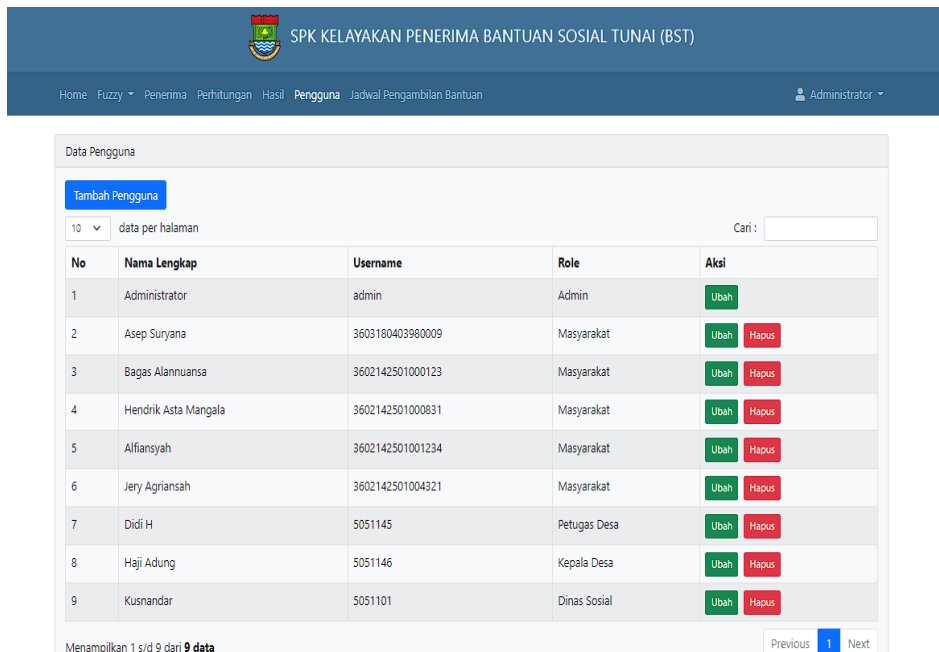 SPK KELAYAKAN PENERIMA BANTUAN SOSIAL TUNAI (BST)
Home Fuzzy Penerima Perhitungan Hasil Pengguna Jadwal Pengambilan Bantuan Administrator
Data Pengguna
Tambah Pengguna
10 data per halaman Cari :
No Nama Lengkap Username Role Aksi
1 Administrator admin Admin Ubah
2 Asep Suryana 3603180403980009 Masyarakat Ubah Hapus
3 Bagas Alannuansa 3602142501000123 Masyarakat Ubah Hapus
4 Hendrik Asta Mangala 3602142501000831 Masyarakat Ubah Hapus
5 Alfiansyah 3602142501001234 Masyarakat Ubah Hapus
6 Jery Agriansah 3602142501004321 Masyarakat Ubah Hapus
7 Didi H 5051145 Petugas Desa Ubah Hapus
8 Haji Adung 5051146 Kepala Desa Ubah Hapus
9 Kusnandar 5051101 Dinas Sosial Ubah Hapus
Menampilkan 1 s/d 9 dari 9 data Previous 1 Next